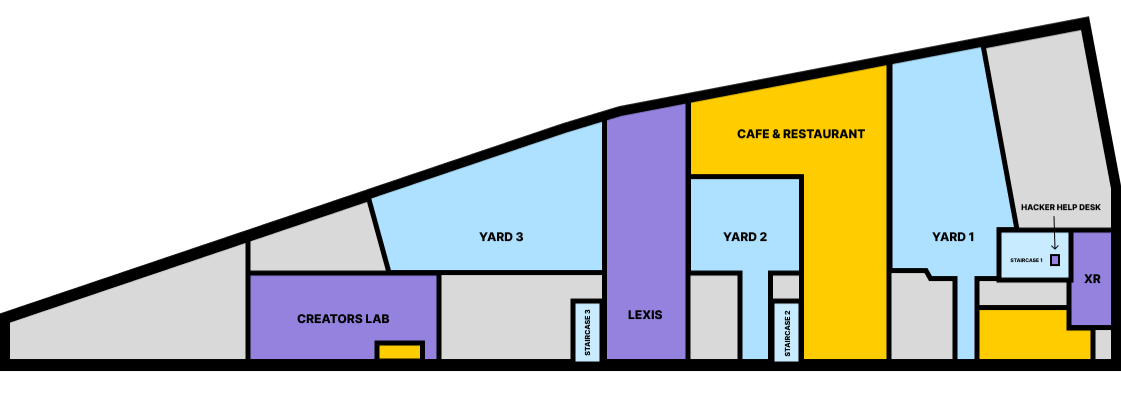 CAFE & RESTAURANT
HACKER HELP DESK
YARD 3
YARD 2
YARD 1
STAIRCASE 1
XR
CREATORS LAB
LEXIS
STAIRCASE 3
STAIRCASE 2